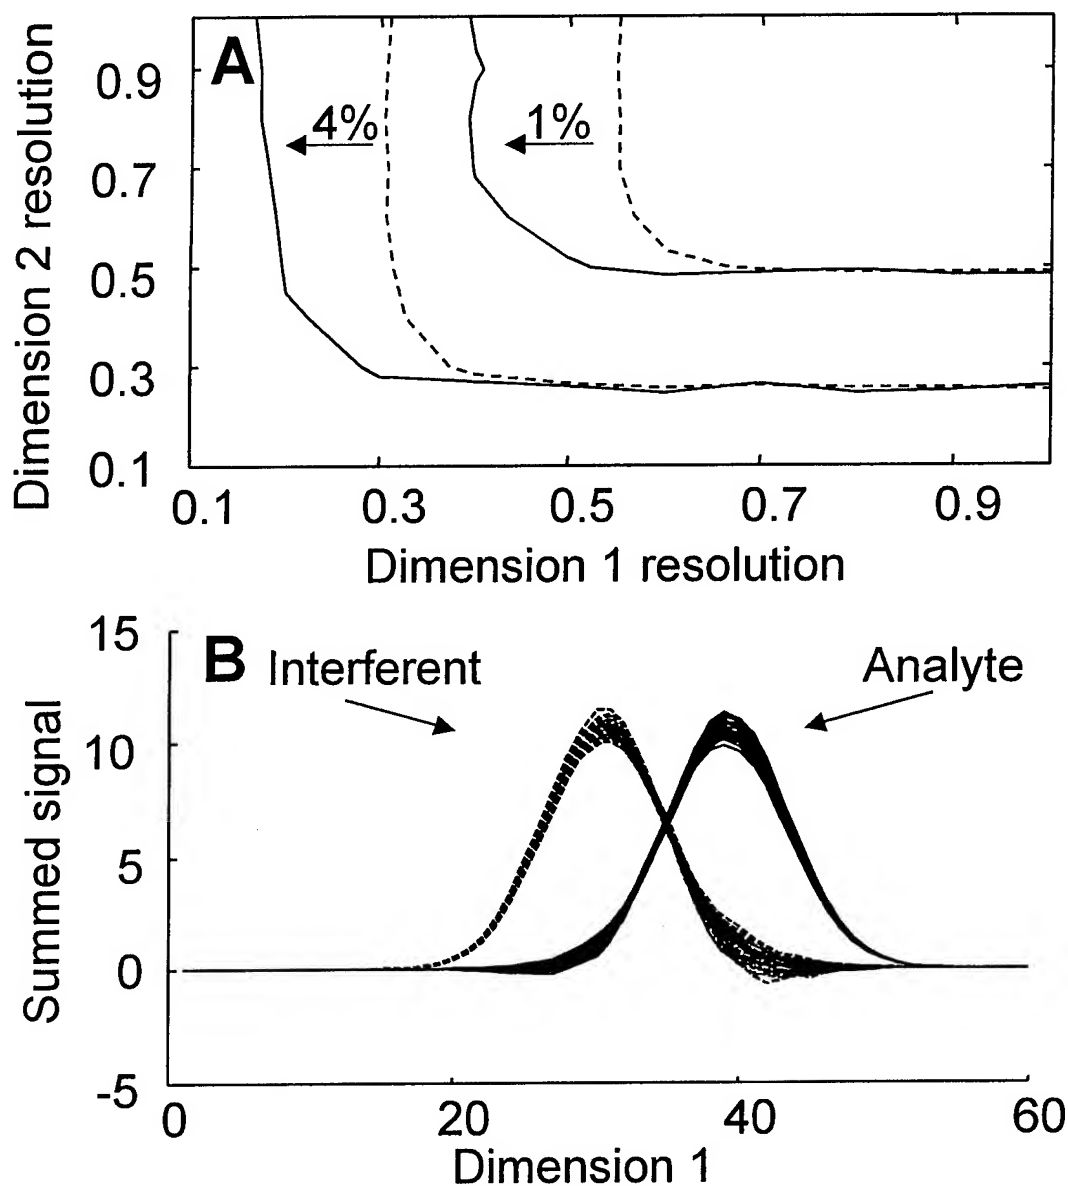 A
4%
1%
0.9
0.7
0.5
0.3
0.1
Dimension 2 resolution
0.1 0.3 0.5 0.7 0.9
Dimension 1 resolution
B
Interferent
Analyte
15
10
5
0
-5
Summed signal
0 20 40 60
Dimension 1